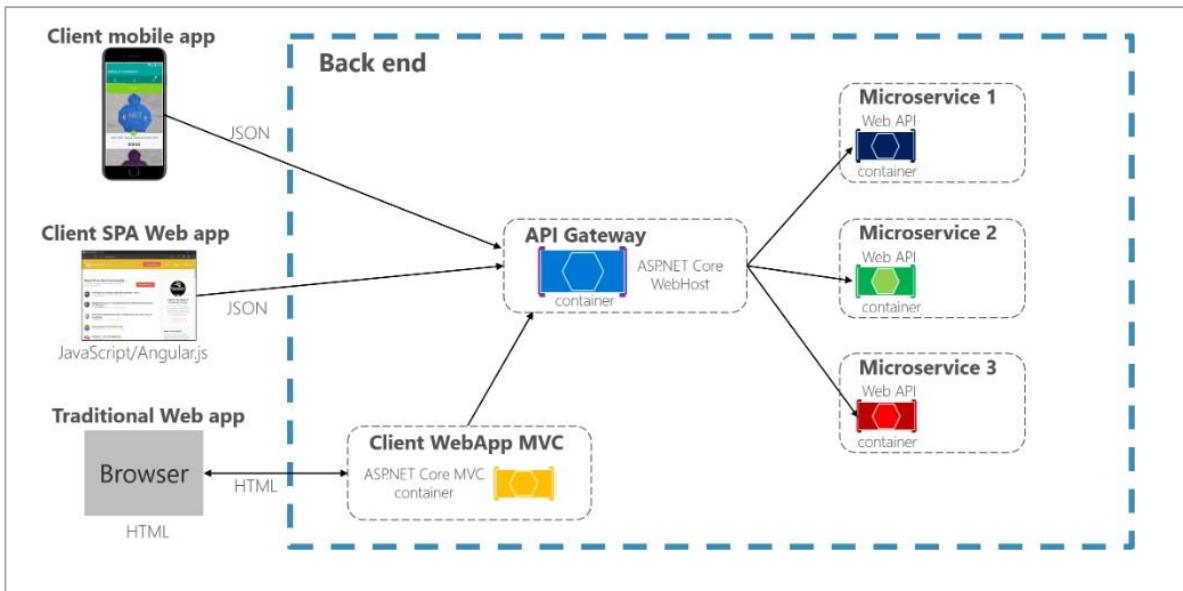 Client mobile app
Back end
JSON
Microservice 1
Web API
container
Client SPA Web app
JSON
JavaScript/Angular.js
API Gateway
ASP.NET Core
WebHost
container
Microservice 2
Web API
container
Microservice 3
Web API
container
Traditional Web app
Browser
HTML
HTML
Client WebApp MVC
ASP.NET Core MVC
container